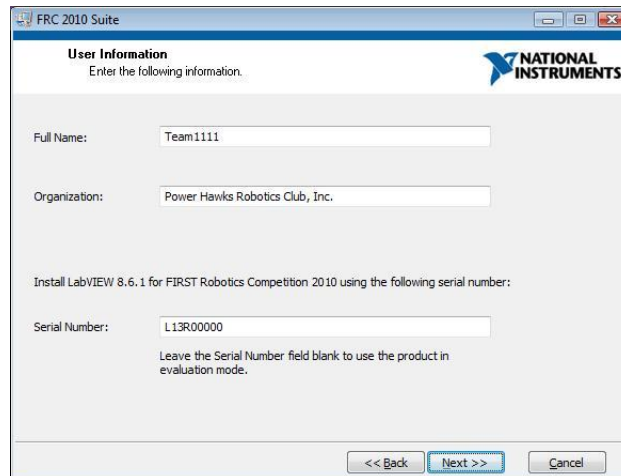 FRC 2010 Suite
User Information
Enter the following information.
NATIONAL
INSTRUMENTS
Full Name:
Team1111
Organization:
Power Hawks Robotics Club, Inc.
Install LabVIEW 8.6.1 for FIRST Robotics Competition 2010 using the following serial number:
Serial Number:
L13R00000
Leave the Serial Number field blank to use the product in
evaluation mode.
<< Back
Next >>
Cancel